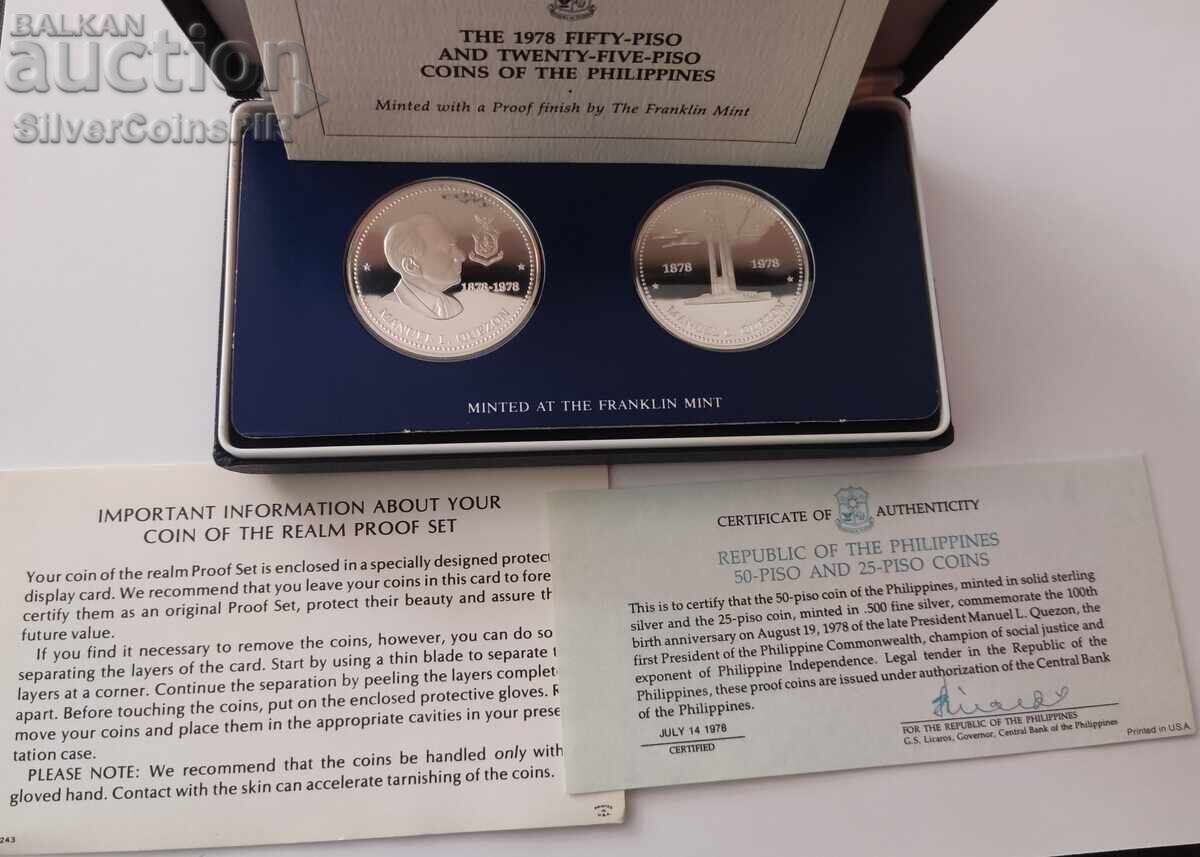 BALKAN
auction
SilverCoinsPIR
THE 1978 FIFTY-PISO
AND TWENTY-FIVE-PISO
COINS OF THE PHILIPPINES
Minted with a Proof finish by The Franklin Mint
1878-1978
MANUEL L. QUEZON
1878 1978
MANUEL L. QUEZON
MINTED AT THE FRANKLIN MINT
IMPORTANT INFORMATION ABOUT YOUR
COIN OF THE REALM PROOF SET
Your coin of the realm Proof Set is enclosed in a specially designed protect
display card. We recommend that you leave your coins in this card to fore
certify them as an original Proof Set, protect their beauty and assure th
future value.
If you find it necessary to remove the coins, however, you can do so
separating the layers of the card. Start by using a thin blade to separate t
layers at a corner. Continue the separation by peeling the layers complet
apart. Before touching the coins, put on the enclosed protective gloves. R
move your coins and place them in the appropriate cavities in your prese
tation case.
PLEASE NOTE: We recommend that the coins be handled only with
gloved hand. Contact with the skin can accelerate tarnishing of the coins.
PRINTED
IN
U.S.A.
243
CERTIFICATE OF AUTHENTICITY
REPUBLIC OF THE PHILIPPINES
50-PISO AND 25-PISO COINS
This is to certify that the 50-piso coin of the Philippines, minted in solid sterling
silver and the 25-piso coin, minted in .500 fine silver, commemorate the 100th
birth anniversary on August 19, 1978 of the late President Manuel L. Quezon, the
first President of the Philippine Commonwealth, champion of social justice and
exponent of Philippine Independence. Legal tender in the Republic of the
Philippines, these proof coins are issued under authorization of the Central Bank
of the Philippines.
JULY 14 1978
CERTIFIED
FOR THE REPUBLIC OF THE PHILIPPINES
G.S. Licaros, Governor, Central Bank of the Philippines
Printed in U.S.A.